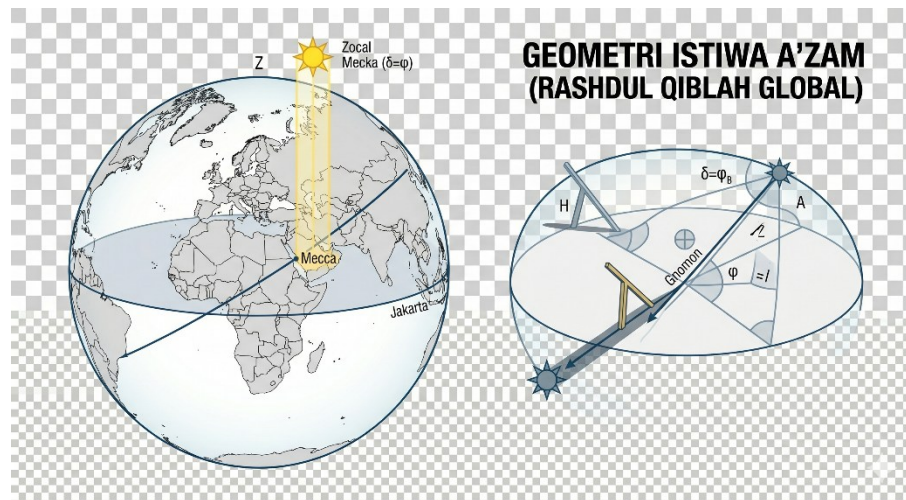 Z
Zocal
Mecka (δ=φ)
Mecca
Jakarta
GEOMETRI ISTIWA A'ZAM
(RASHDUL QIBLAH GLOBAL)
δ=φB
H
A
Gnomon
φ
=l